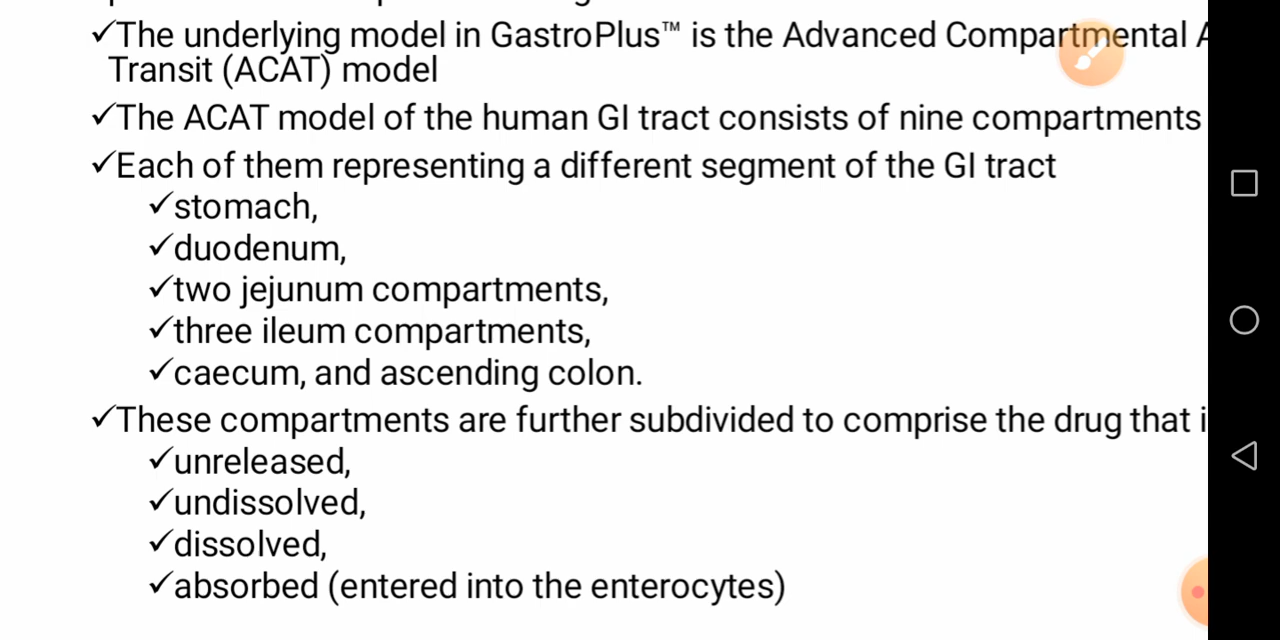 ✓The underlying model in GastroPlus™ is the Advanced Compartmental
Transit (ACAT) model
✓The ACAT model of the human GI tract consists of nine compartments
✓Each of them representing a different segment of the GI tract
✓stomach,
✓duodenum,
✓two jejunum compartments,
✓three ileum compartments,
✓caecum, and ascending colon.
✓These compartments are further subdivided to comprise the drug that
✓unreleased,
✓undissolved,
✓dissolved,
✓absorbed (entered into the enterocytes)